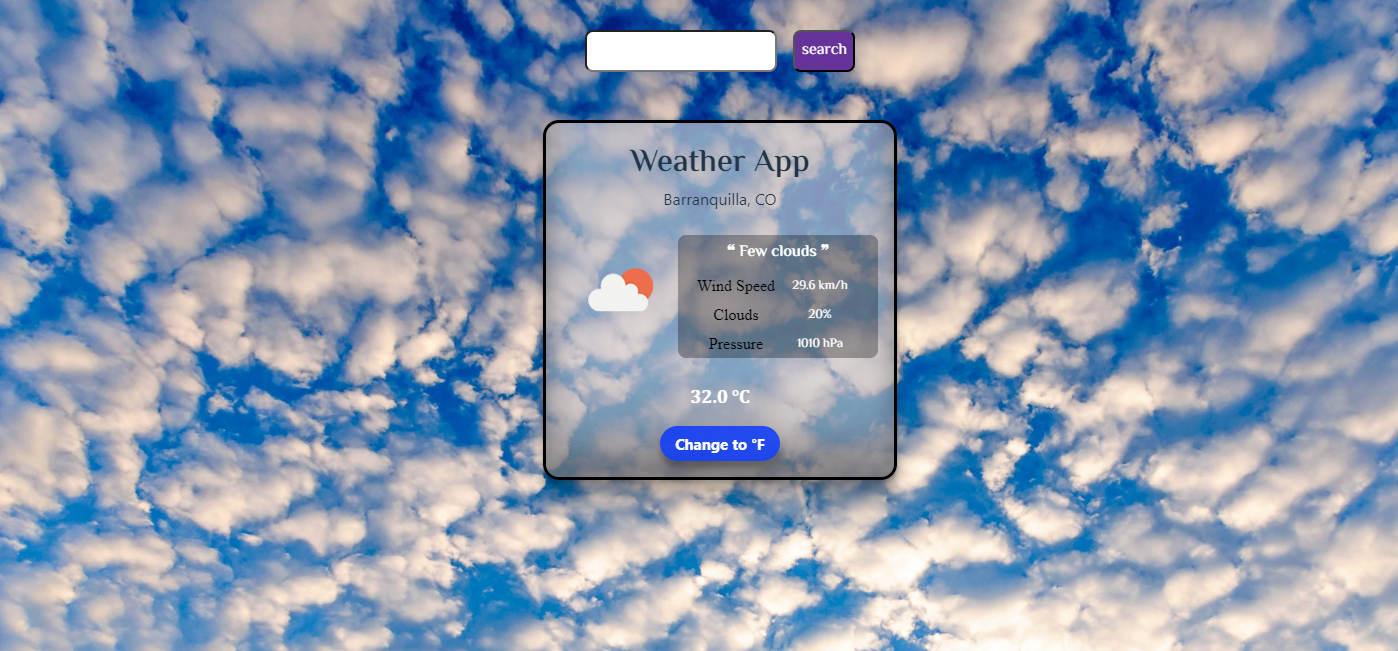 search
Weather App
Barranquilla, CO
❝ Few clouds ❞
Wind Speed 29.6 km/h
Clouds 20%
Pressure 1010 hPa
32.0 °C
Change to °F